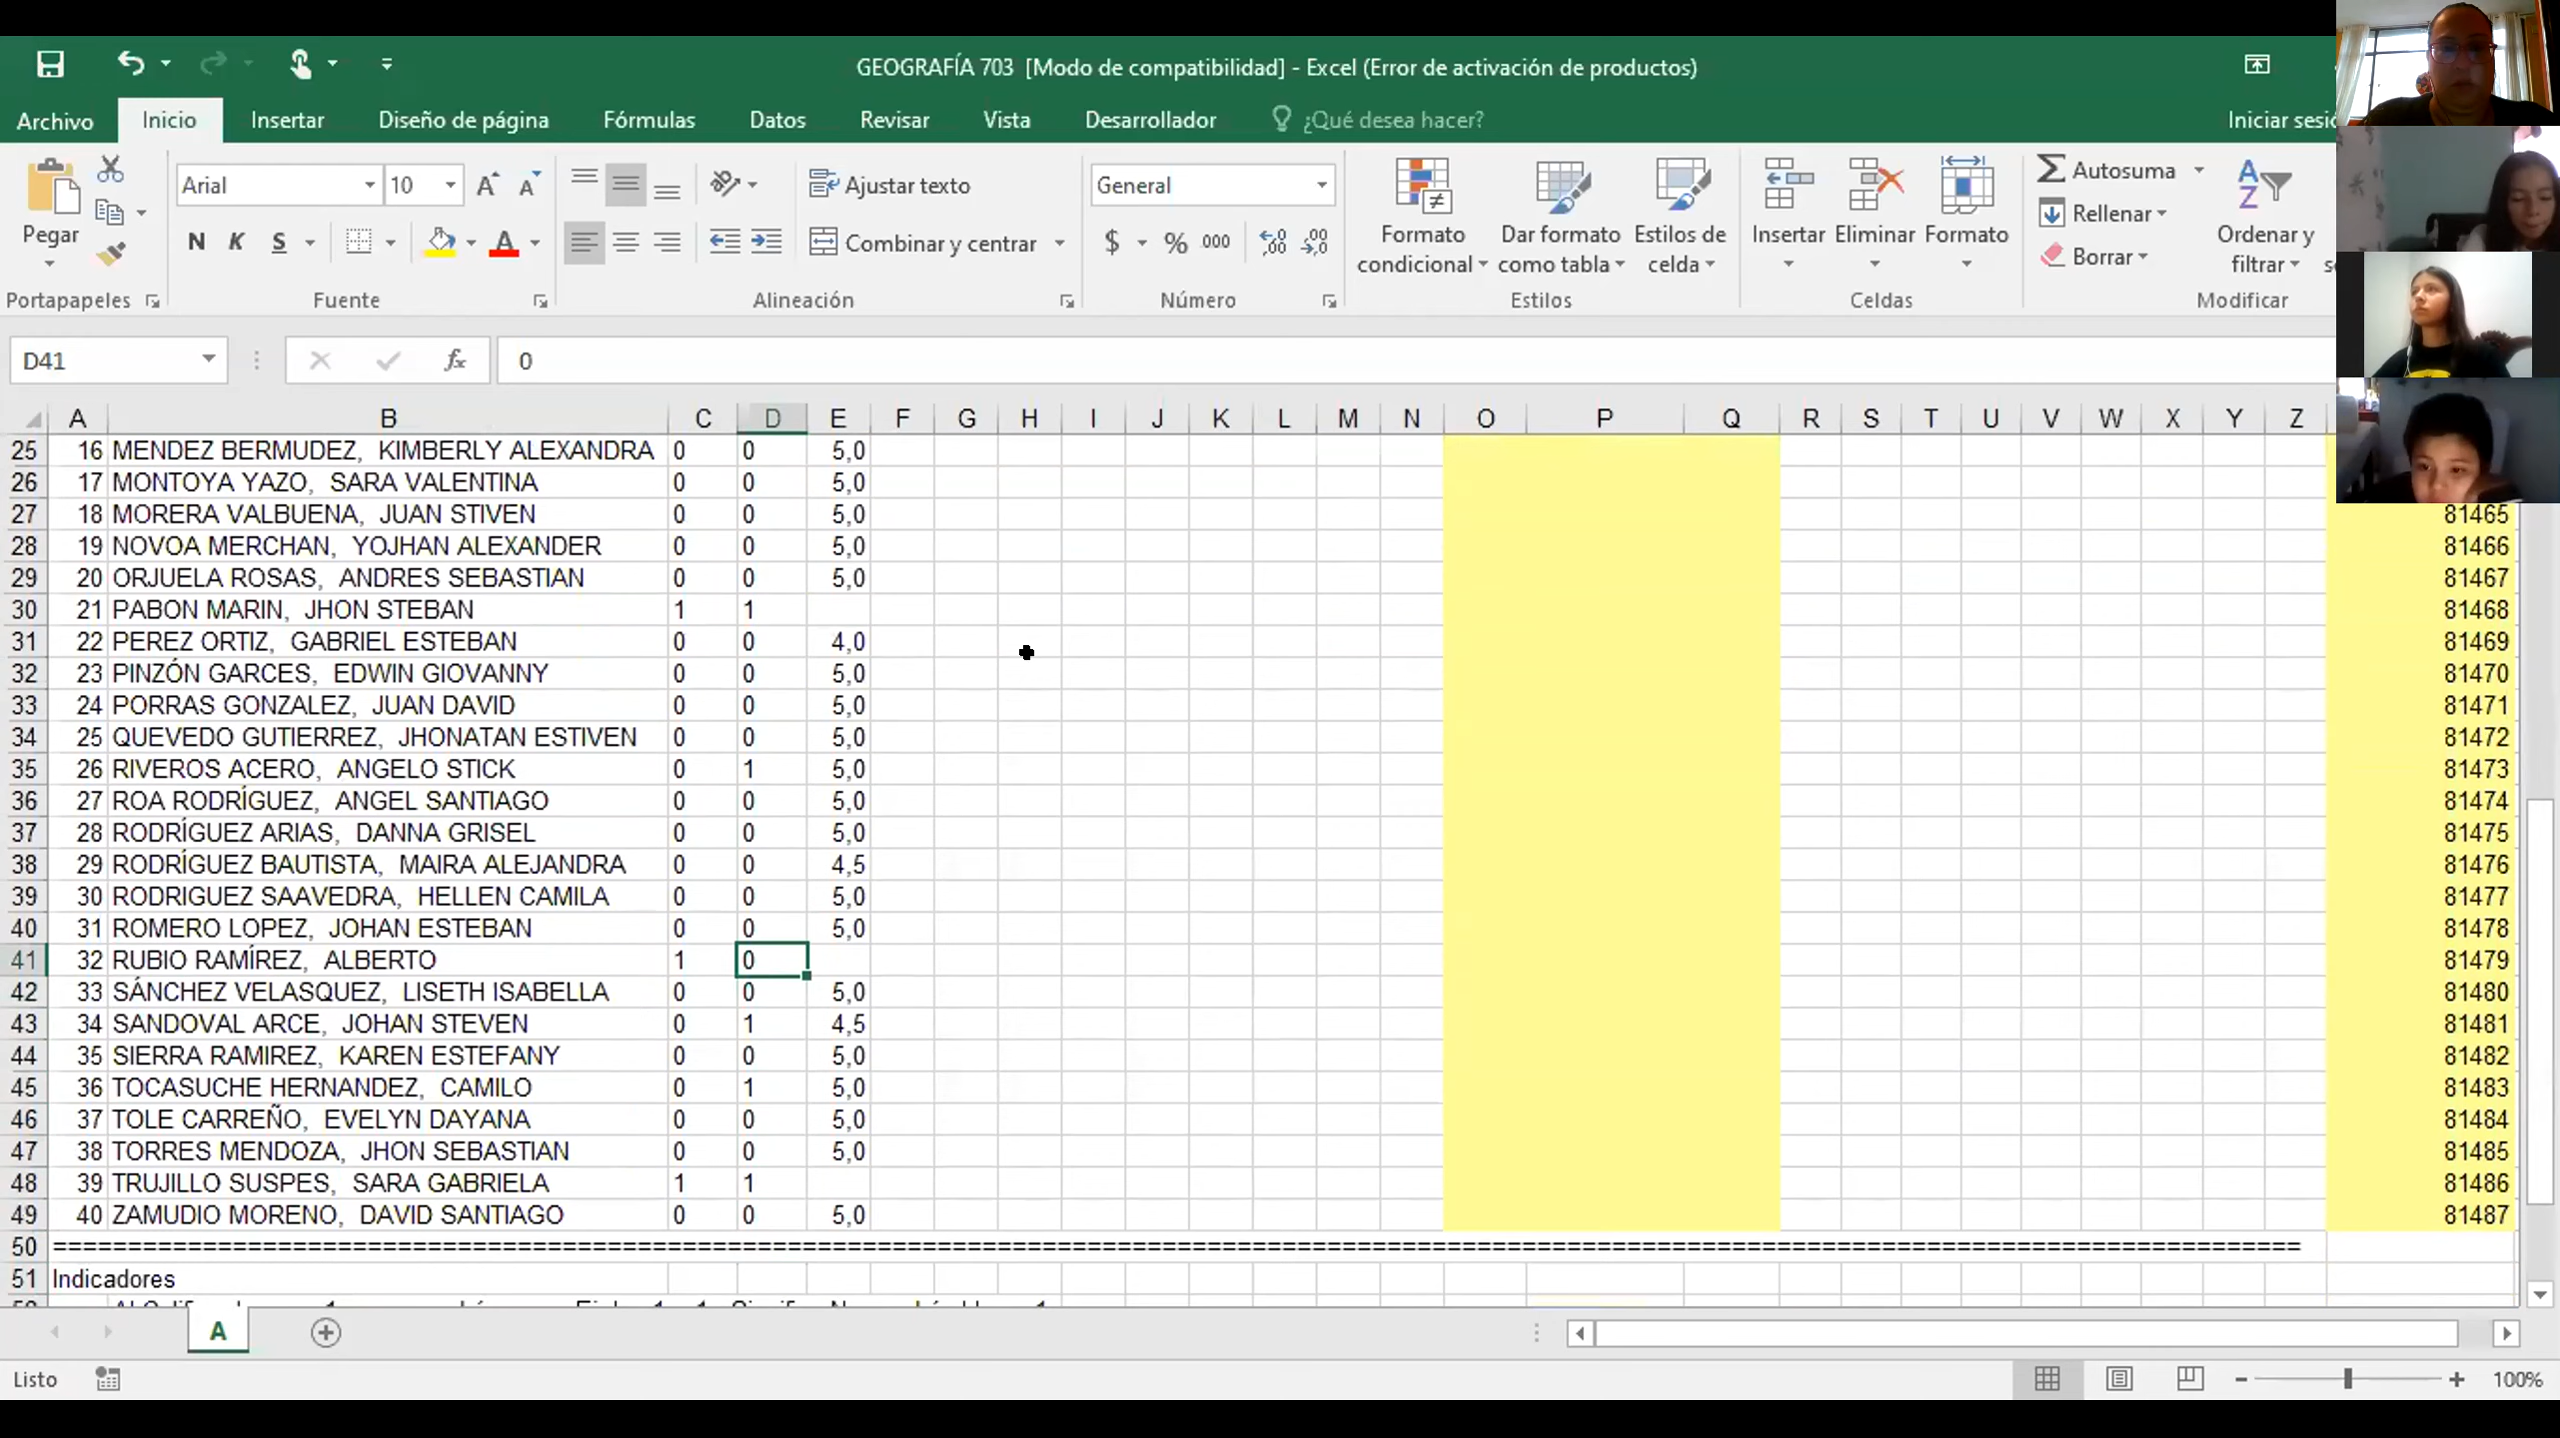 GEOGRAFÍA 703 [Modo de compatibilidad] - Excel (Error de activación de productos)
Archivo Inicio Insertar Diseño de página Fórmulas Datos Revisar Vista Desarrollador ¿Qué desea hacer? Iniciar sesi
Arial 10 Ajustar texto General Autosuma
Pegar N K S A Combinar y centrar $ % 000 Formato condicional Dar formato como tabla Estilos de celda Insertar Eliminar Formato Rellenar Borrar Ordenar y filtrar
Portapapeles Fuente Alineación Número Estilos Celdas Modificar
D41 fx 0
A B C D E F G H I J K L M N O P Q R S T U V W X Y Z
25 16 MENDEZ BERMUDEZ, KIMBERLY ALEXANDRA 0 0 5,0
26 17 MONTOYA YAZO, SARA VALENTINA 0 0 5,0
27 18 MORERA VALBUENA, JUAN STIVEN 0 0 5,0 81465
28 19 NOVOA MERCHAN, YOJHAN ALEXANDER 0 0 5,0 81466
29 20 ORJUELA ROSAS, ANDRES SEBASTIAN 0 0 5,0 81467
30 21 PABON MARIN, JHON STEBAN 1 1 81468
31 22 PEREZ ORTIZ, GABRIEL ESTEBAN 0 0 4,0 81469
32 23 PINZÓN GARCES, EDWIN GIOVANNY 0 0 5,0 81470
33 24 PORRAS GONZALEZ, JUAN DAVID 0 0 5,0 81471
34 25 QUEVEDO GUTIERREZ, JHONATAN ESTIVEN 0 0 5,0 81472
35 26 RIVEROS ACERO, ANGELO STICK 0 1 5,0 81473
36 27 ROA RODRÍGUEZ, ANGEL SANTIAGO 0 0 5,0 81474
37 28 RODRÍGUEZ ARIAS, DANNA GRISEL 0 0 5,0 81475
38 29 RODRÍGUEZ BAUTISTA, MAIRA ALEJANDRA 0 0 4,5 81476
39 30 RODRIGUEZ SAAVEDRA, HELLEN CAMILA 0 0 5,0 81477
40 31 ROMERO LOPEZ, JOHAN ESTEBAN 0 0 5,0 81478
41 32 RUBIO RAMÍREZ, ALBERTO 1 0 81479
42 33 SÁNCHEZ VELASQUEZ, LISETH ISABELLA 0 0 5,0 81480
43 34 SANDOVAL ARCE, JOHAN STEVEN 0 1 4,5 81481
44 35 SIERRA RAMIREZ, KAREN ESTEFANY 0 0 5,0 81482
45 36 TOCASUCHE HERNANDEZ, CAMILO 0 1 5,0 81483
46 37 TOLE CARREÑO, EVELYN DAYANA 0 0 5,0 81484
47 38 TORRES MENDOZA, JHON SEBASTIAN 0 0 5,0 81485
48 39 TRUJILLO SUSPES, SARA GABRIELA 1 1 81486
49 40 ZAMUDIO MORENO, DAVID SANTIAGO 0 0 5,0 81487
50
51 Indicadores
A
Listo 100%